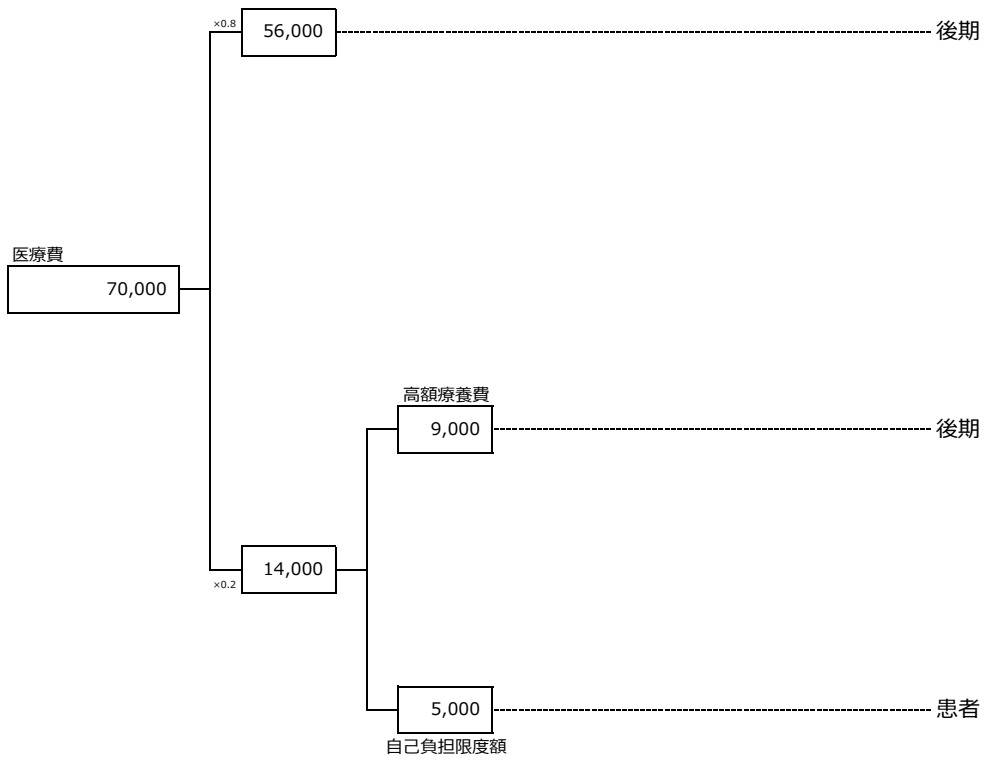 ×0.8
56,000
後期
医療費
70,000
高額療養費
9,000
後期
14,000
×0.2
5,000
患者
自己負担限度額